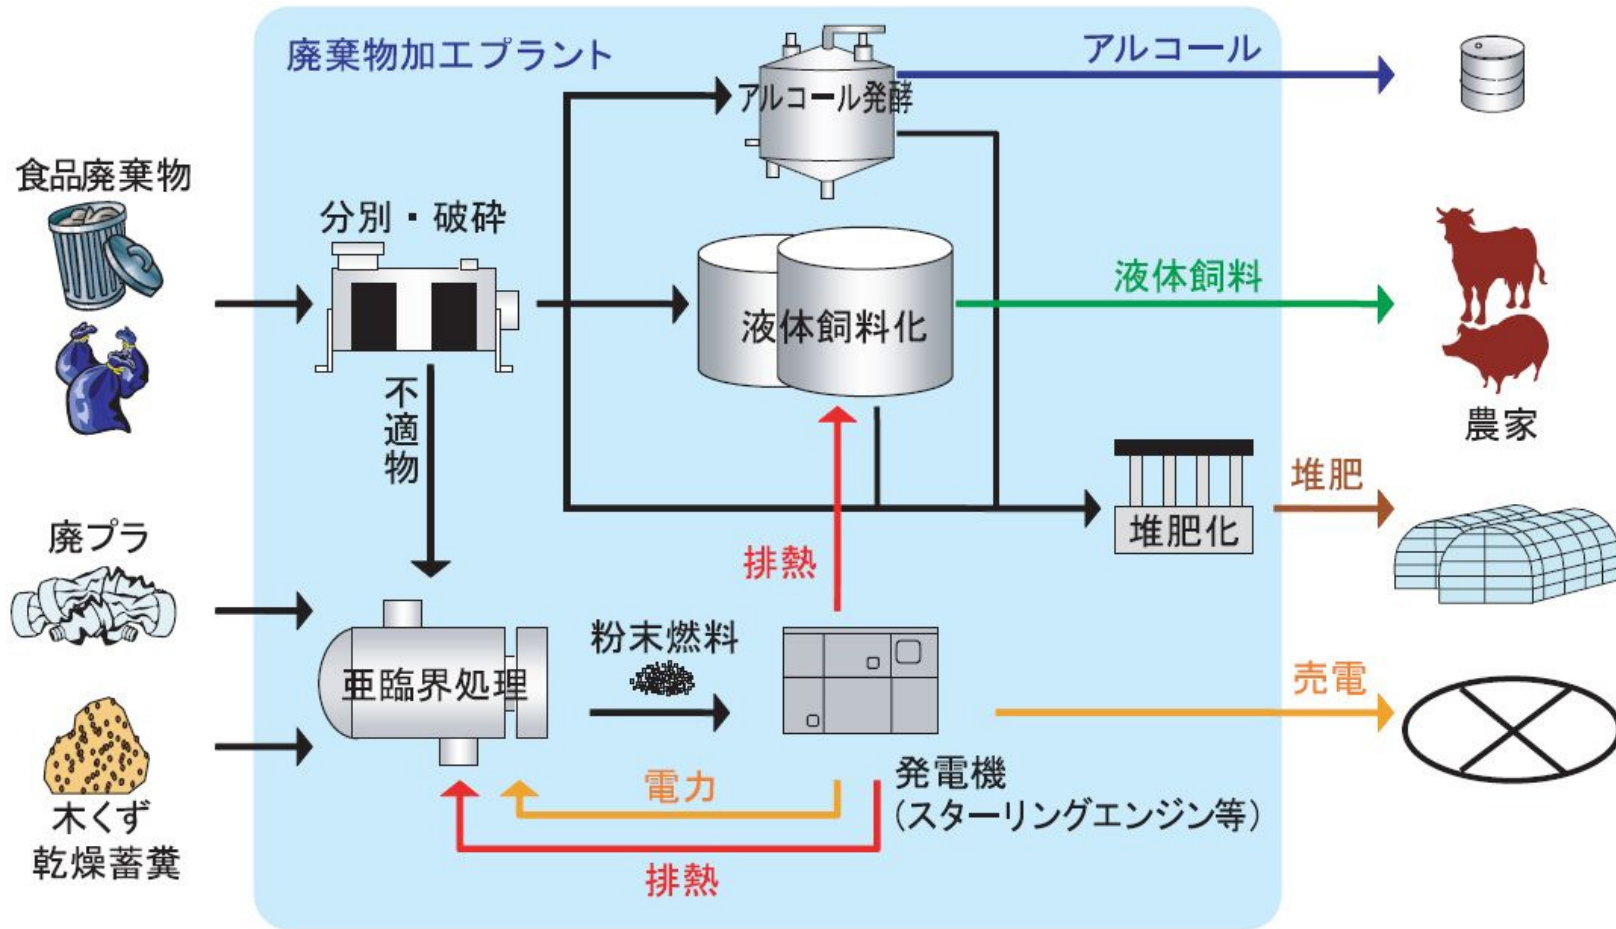 廃棄物加工プラント
アルコール
アルコール発酵
食品廃棄物
分別・破砕
液体飼料
液体飼料化
不適物
農家
堆肥
堆肥化
廃プラ
排熱
粉末燃料
亜臨界処理
売電
発電機
(スターリングエンジン等)
電力
木くず
乾燥蓄糞
排熱